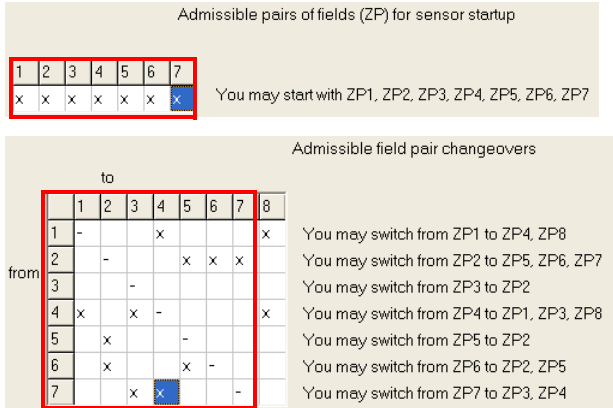 Admissible pairs of fields (ZP) for sensor startup
1 2 3 4 5 6 7
x x x x x x x You may start with ZP1, ZP2, ZP3, ZP4, ZP5, ZP6, ZP7
Admissible field pair changeovers
to
1 2 3 4 5 6 7 8
1 - x x You may switch from ZP1 to ZP4, ZP8
2 - x x x You may switch from ZP2 to ZP5, ZP6, ZP7
from
3 - You may switch from ZP3 to ZP2
4 x x - x You may switch from ZP4 to ZP1, ZP3, ZP8
5 x - You may switch from ZP5 to ZP2
6 x x - You may switch from ZP6 to ZP2, ZP5
7 x x - You may switch from ZP7 to ZP3, ZP4